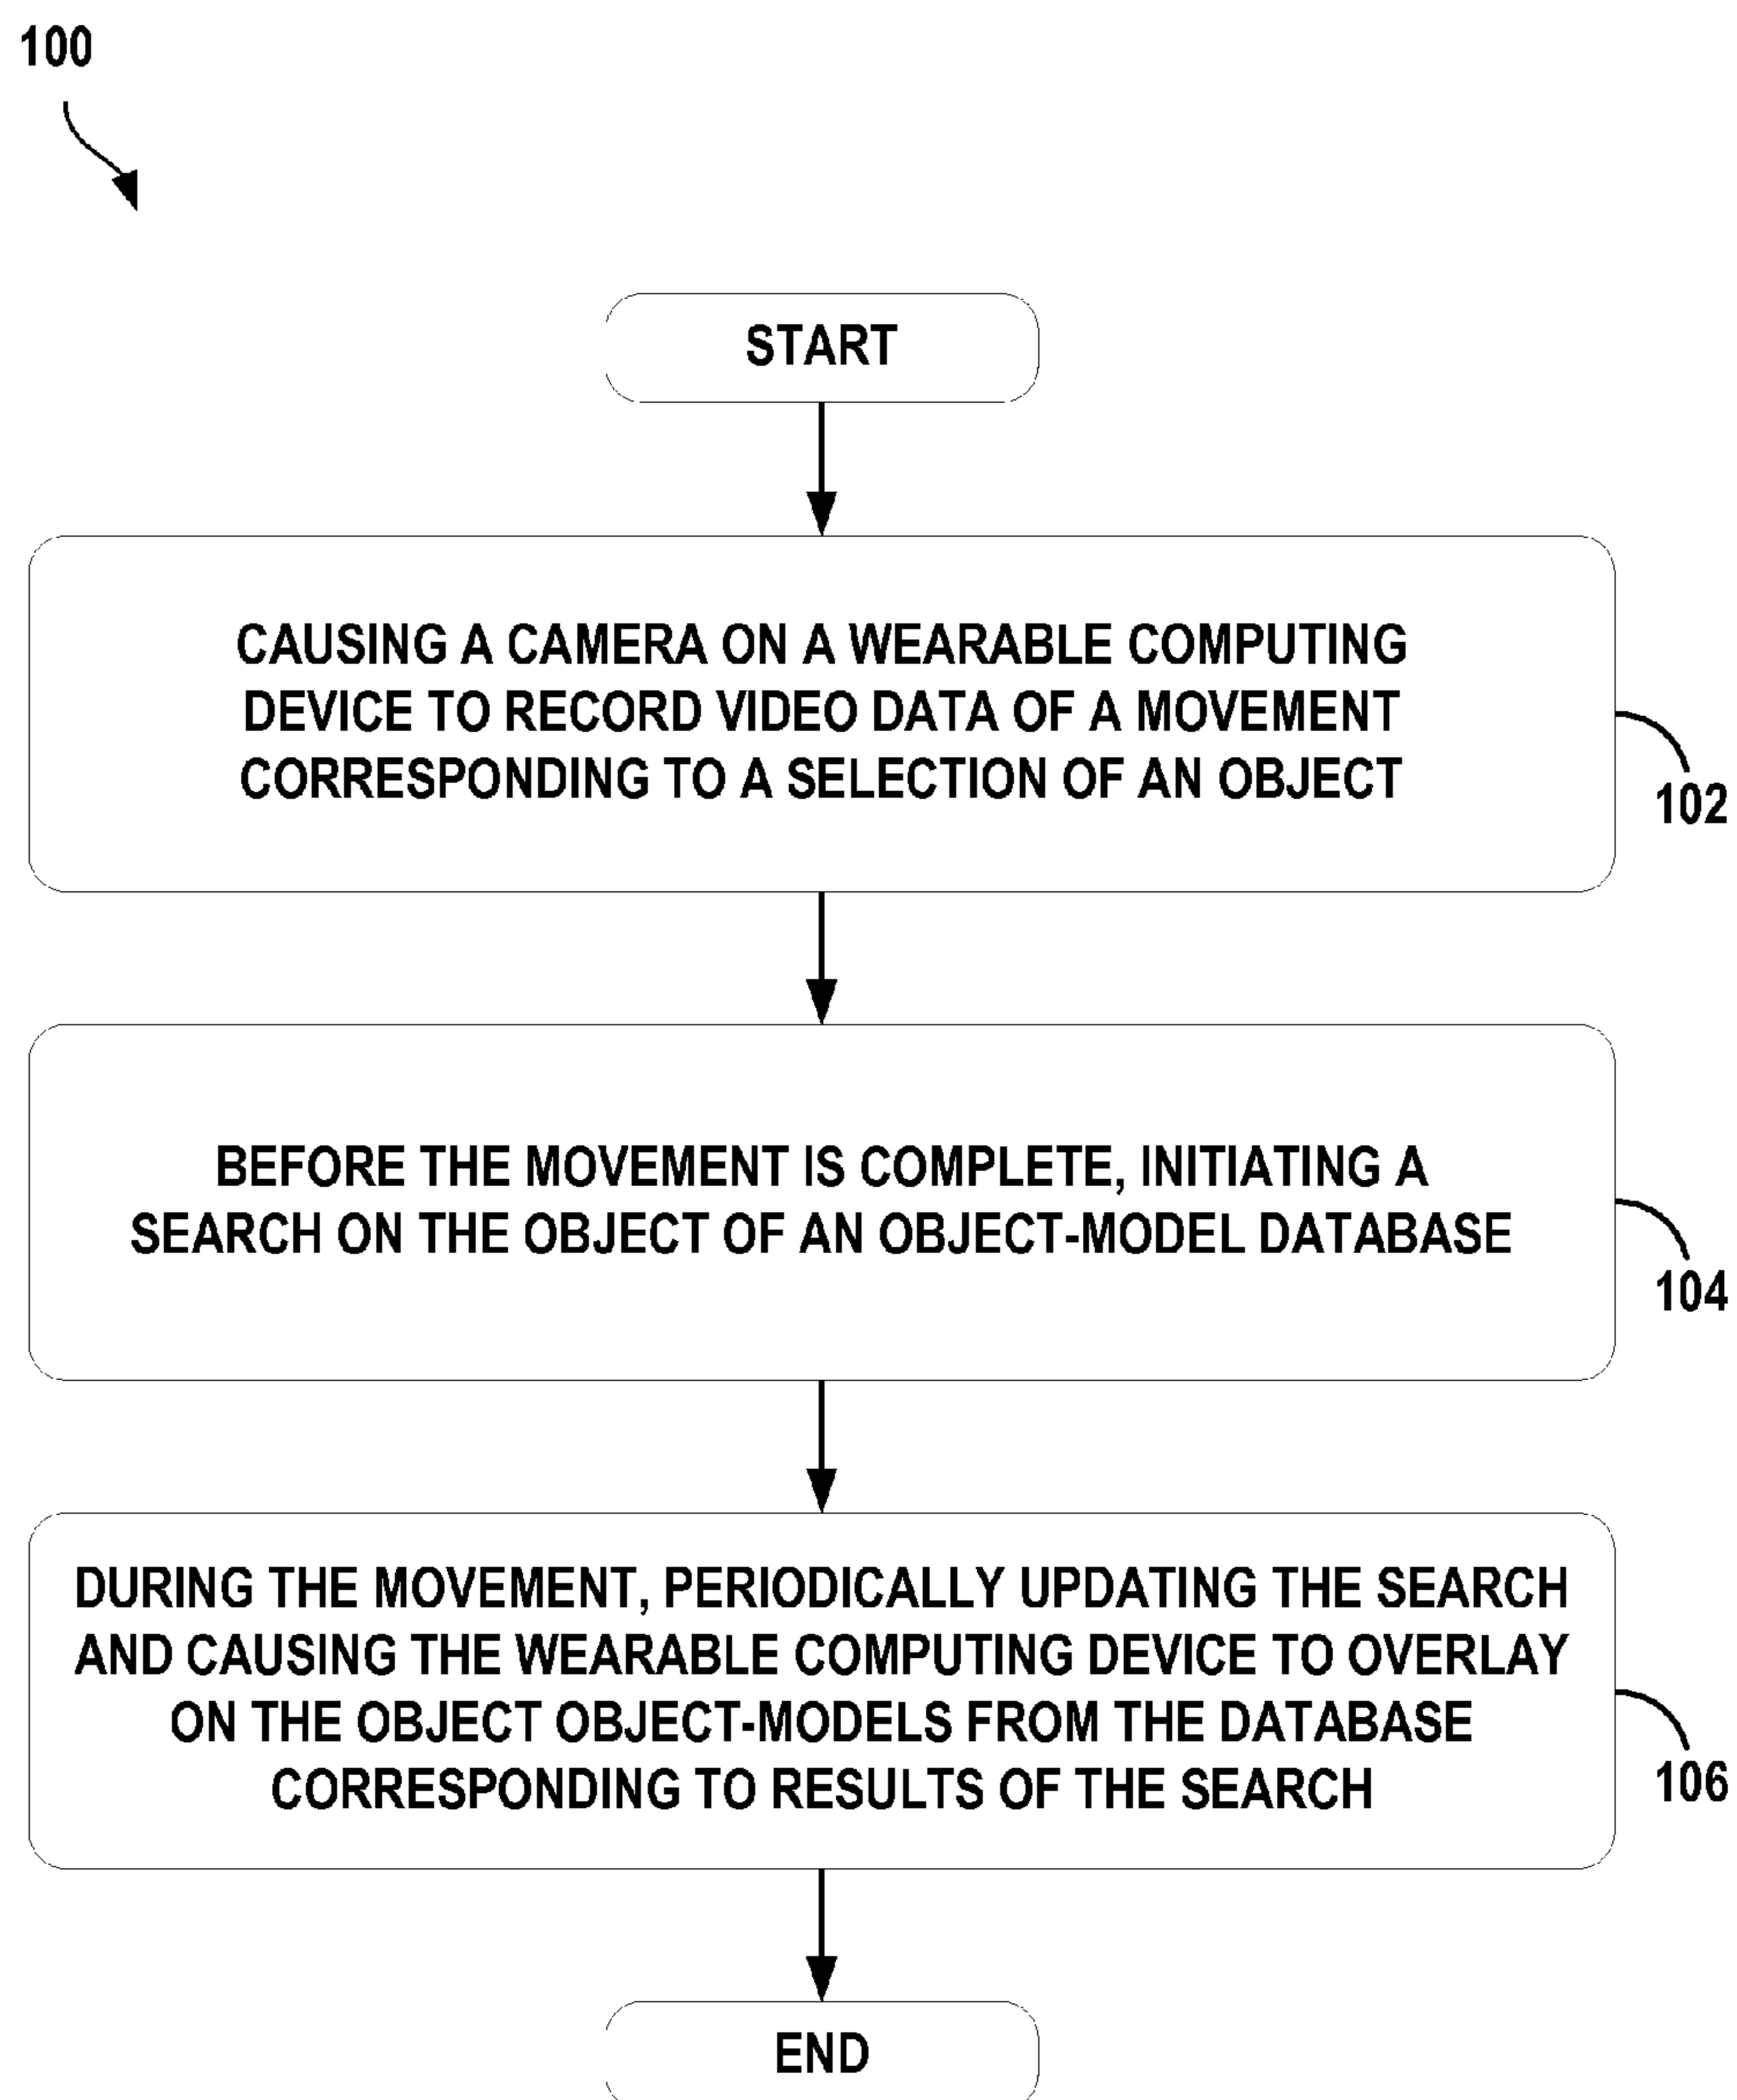 100
START
CAUSING A CAMERA ON A WEARABLE COMPUTING
DEVICE TO RECORD VIDEO DATA OF A MOVEMENT
CORRESPONDING TO A SELECTION OF AN OBJECT
102
BEFORE THE MOVEMENT IS COMPLETE, INITIATING A
SEARCH ON THE OBJECT OF AN OBJECT-MODEL DATABASE
104
DURING THE MOVEMENT, PERIODICALLY UPDATING THE SEARCH
AND CAUSING THE WEARABLE COMPUTING DEVICE TO OVERLAY
ON THE OBJECT OBJECT-MODELS FROM THE DATABASE
CORRESPONDING TO RESULTS OF THE SEARCH
106
END